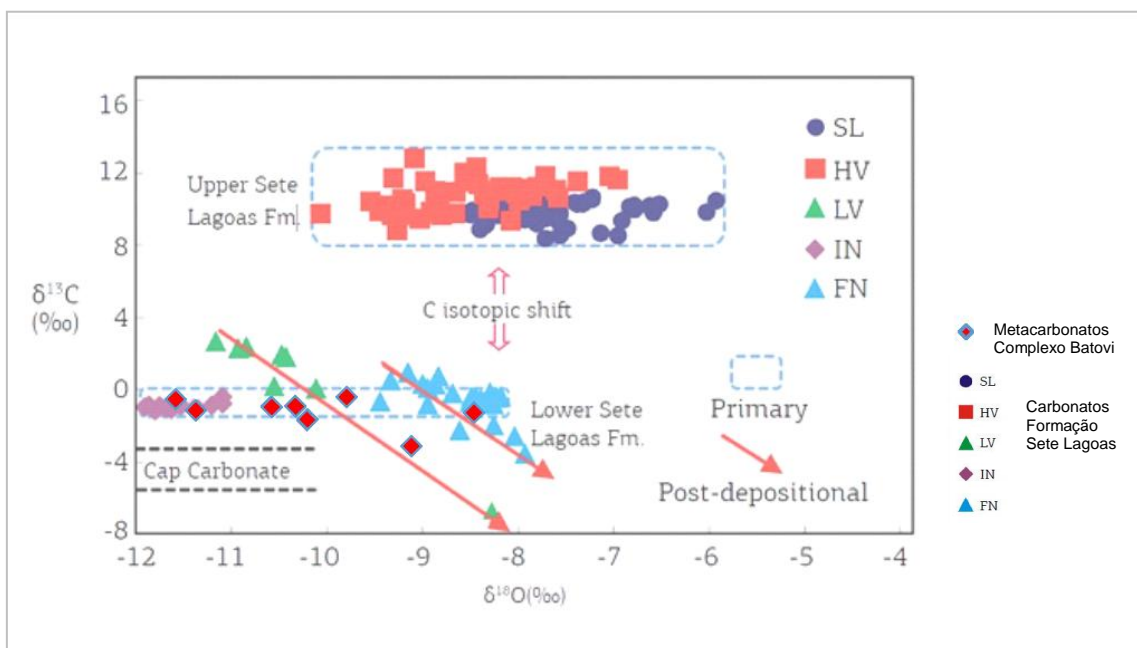 16
12
8
4
0
-4
-8
δ¹³C
(‰)
Upper Sete
Lagoas Fm.
SL
HV
LV
IN
FN
C isotopic shift
Lower Sete
Lagoas Fm.
Cap Carbonate
Primary
Post-depositional
-12
-11
-10
-9
-8
-7
-6
-5
-4
δ¹⁸O(‰)
Metacarbonatos
Complexo Batovi
SL
HV
LV
IN
FN
Carbonatos
Formação
Sete Lagoas